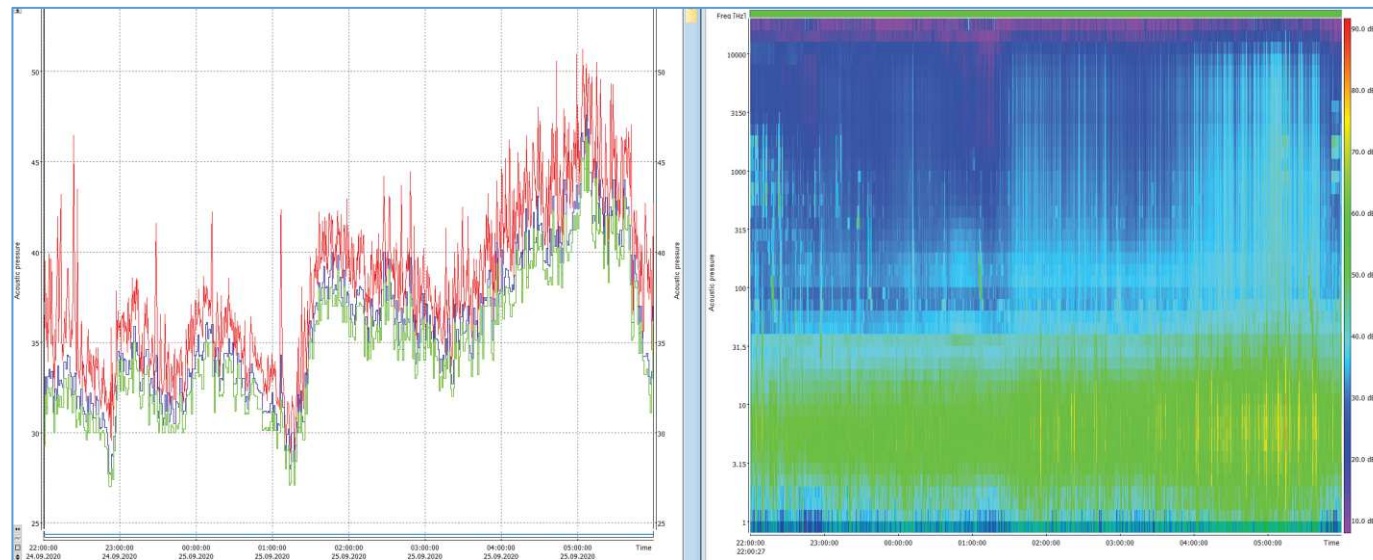 50
50
45
45
40
40
35
35
30
30
25
25
Acoustic pressure
Acoustic pressure
22:00:00 23:00:00 00:00:00 01:00:00 02:00:00 03:00:00 04:00:00 05:00:00 Time
24.09.2020 24.09.2020 25.09.2020 25.09.2020 25.09.2020 25.09.2020 25.09.2020 25.09.2020
Freq [Hz]
10000
3150
1000
315
100
31.5
10
3.15
1
Acoustic pressure
22:00:00 23:00:00 00:00:00 01:00:00 02:00:00 03:00:00 04:00:00 05:00:00 Time
22:00:27
90.0 dB
80.0 dB
70.0 dB
60.0 dB
50.0 dB
40.0 dB
30.0 dB
20.0 dB
10.0 dB